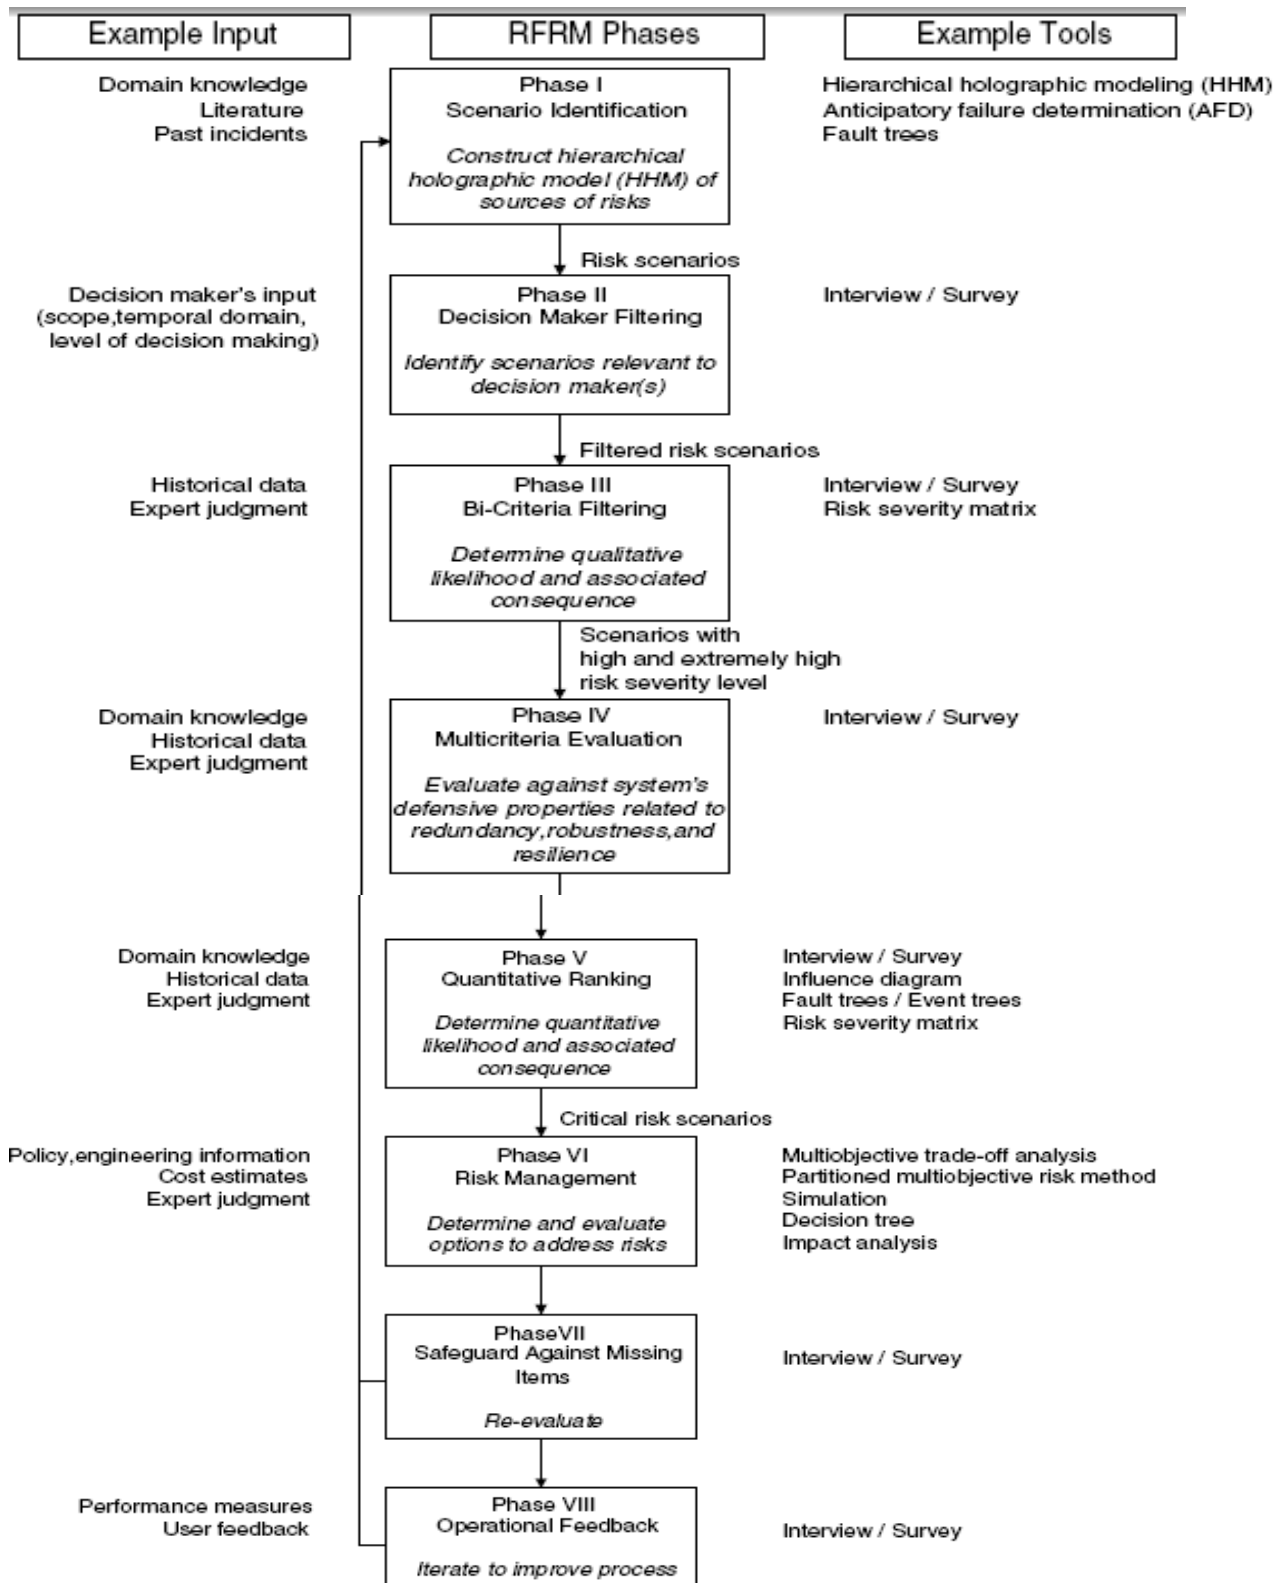 Example Input
RFRM Phases
Example Tools
Domain knowledge
Literature
Past incidents
Phase I
Scenario Identification
Construct hierarchical
holographic model (HHM) of
sources of risks
Hierarchical holographic modeling (HHM)
Anticipatory failure determination (AFD)
Fault trees
Risk scenarios
Decision maker's input
(scope,temporal domain,
level of decision making)
Phase II
Decision Maker Filtering
Identify scenarios relevant to
decision maker(s)
Interview / Survey
Filtered risk scenarios
Historical data
Expert judgment
Phase III
Bi-Criteria Filtering
Determine qualitative
likelihood and associated
consequence
Interview / Survey
Risk severity matrix
Scenarios with
high and extremely high
risk severity level
Domain knowledge
Historical data
Expert judgment
Phase IV
Multicriteria Evaluation
Evaluate against system's
defensive properties related to
redundancy,robustness,and
resilience
Interview / Survey
Domain knowledge
Historical data
Expert judgment
Phase V
Quantitative Ranking
Determine quantitative
likelihood and associated
consequence
Interview / Survey
Influence diagram
Fault trees / Event trees
Risk severity matrix
Critical risk scenarios
Policy,engineering information
Cost estimates
Expert judgment
Phase VI
Risk Management
Determine and evaluate
options to address risks
Multiobjective trade-off analysis
Partitioned multiobjective risk method
Simulation
Decision tree
Impact analysis
PhaseVII
Safeguard Against Missing
Items
Re-evaluate
Interview / Survey
Performance measures
User feedback
Phase VIII
Operational Feedback
Iterate to improve process
Interview / Survey